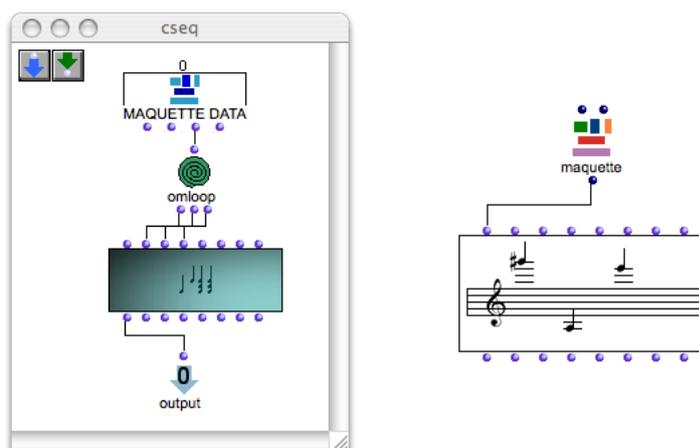 cseq
0
MAQUETTE DATA
omloop
0
output
maquette